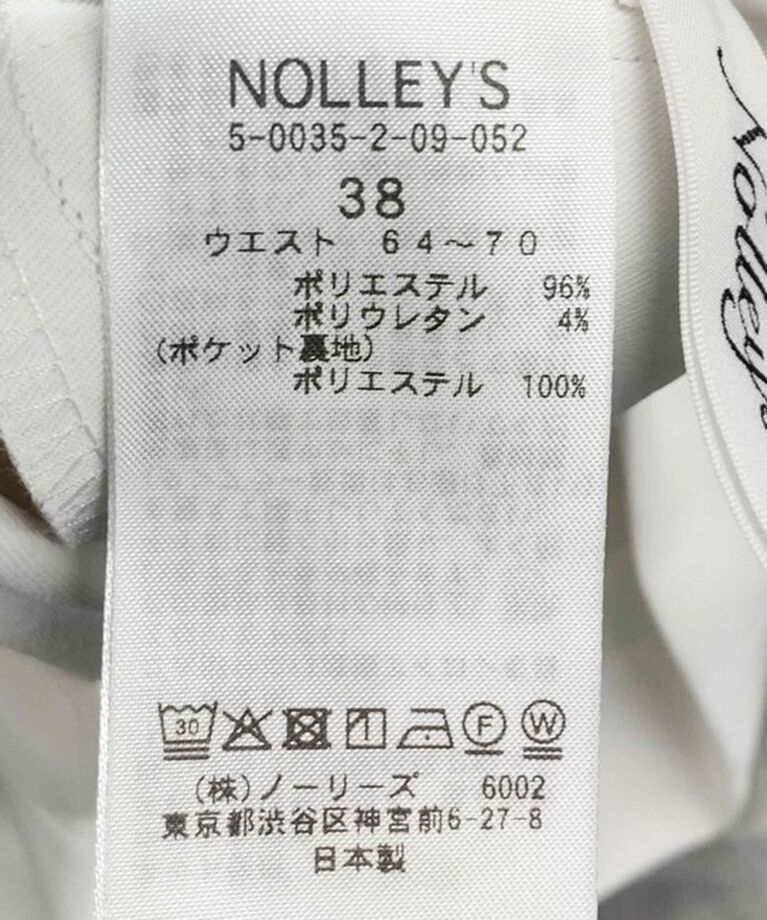 NOLLEY'S
5-0035-2-09-052
38
ウエスト 64~70
ポリエステル 96%
ポリウレタン 4%
(ポケット裏地)
ポリエステル 100%
30
F
W
(株)ノーリーズ 6002
東京都渋谷区神宮前6-27-8
日本製
Nolley's